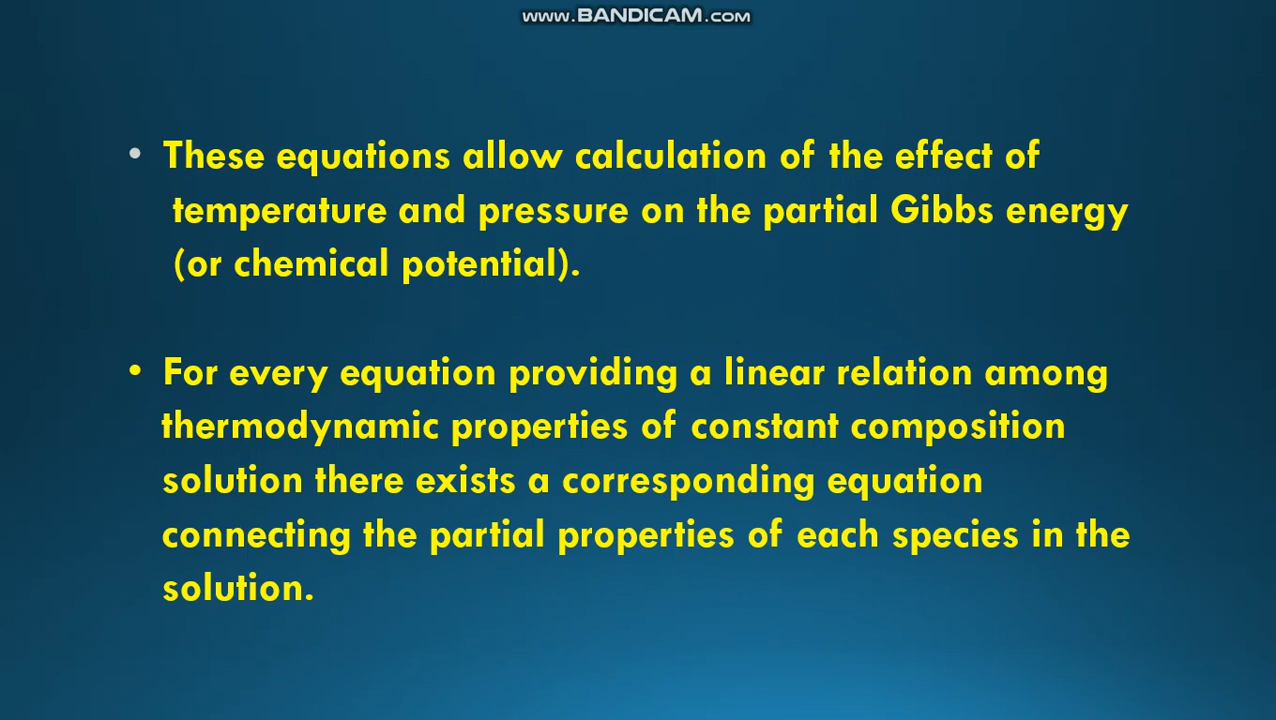 www.BANDICAM.com
• These equations allow calculation of the effect of
temperature and pressure on the partial Gibbs energy
(or chemical potential).
• For every equation providing a linear relation among
thermodynamic properties of constant composition
solution there exists a corresponding equation
connecting the partial properties of each species in the
solution.